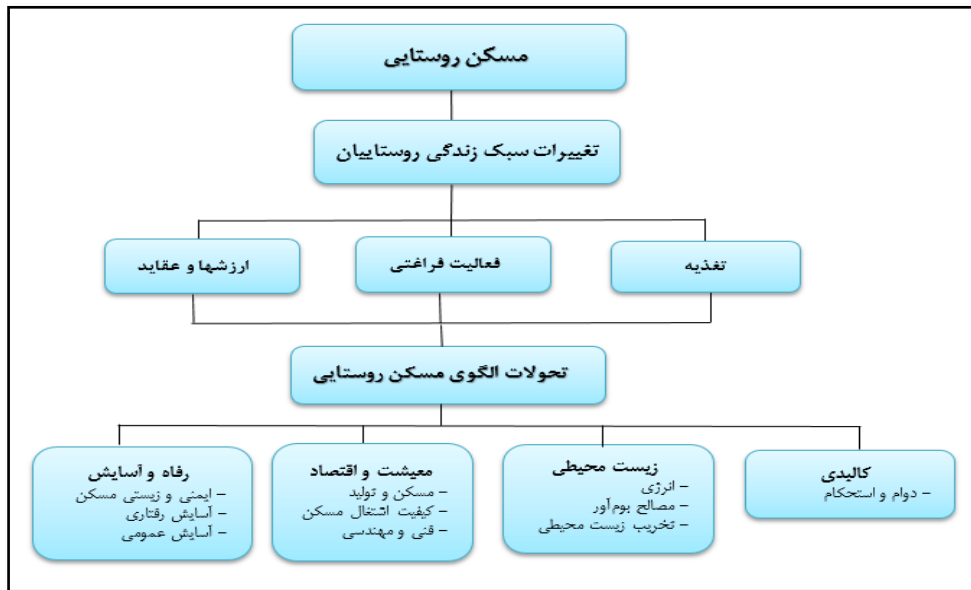 مسکن روستایی
تغییرات سبک زندگی روستاییان
تغذیه
فعالیت فراغتی
ارزشها و عقاید
تحولات الگوی مسکن روستایی
کالبدی
– دوام و استحکام
زیست محیطی
– انرژی
– مصالح بوم‌آور
– تخریب زیست محیطی
معیشت و اقتصاد
– مسکن و تولید
– کیفیت اشتغال مسکن
– فنی و مهندسی
رفاه و آسایش
– ایمنی و زیستی مسکن
– آسایش رفتاری
– آسایش عمومی